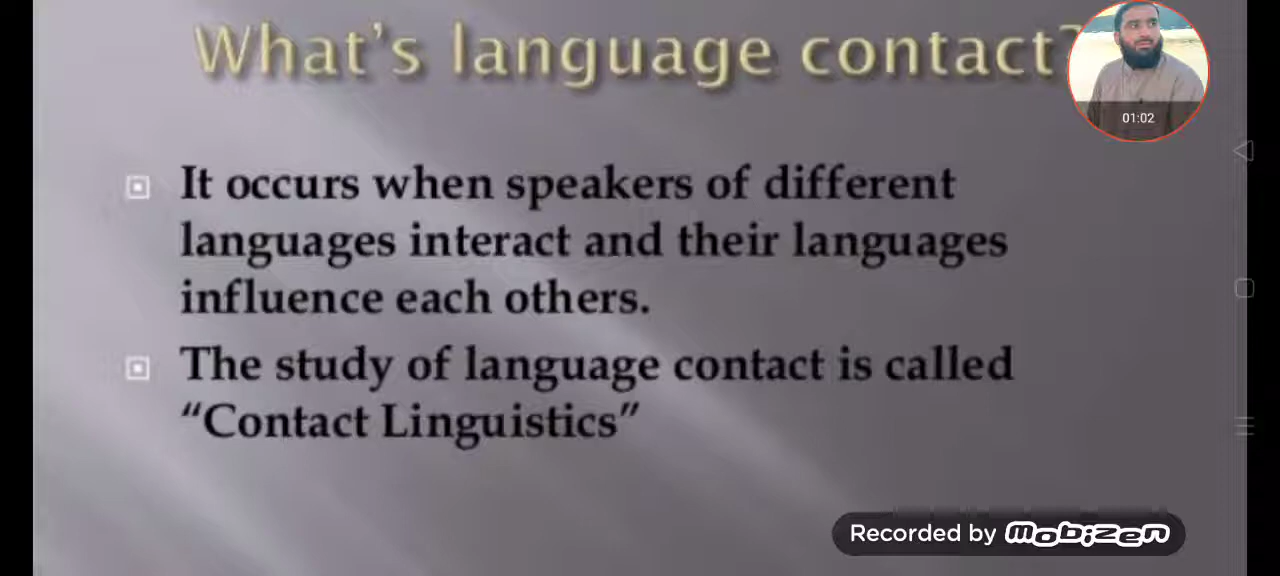 What's language contact?
01:02
It occurs when speakers of different
languages interact and their languages
influence each others.
The study of language contact is called
“Contact Linguistics”
Recorded by Mobizen